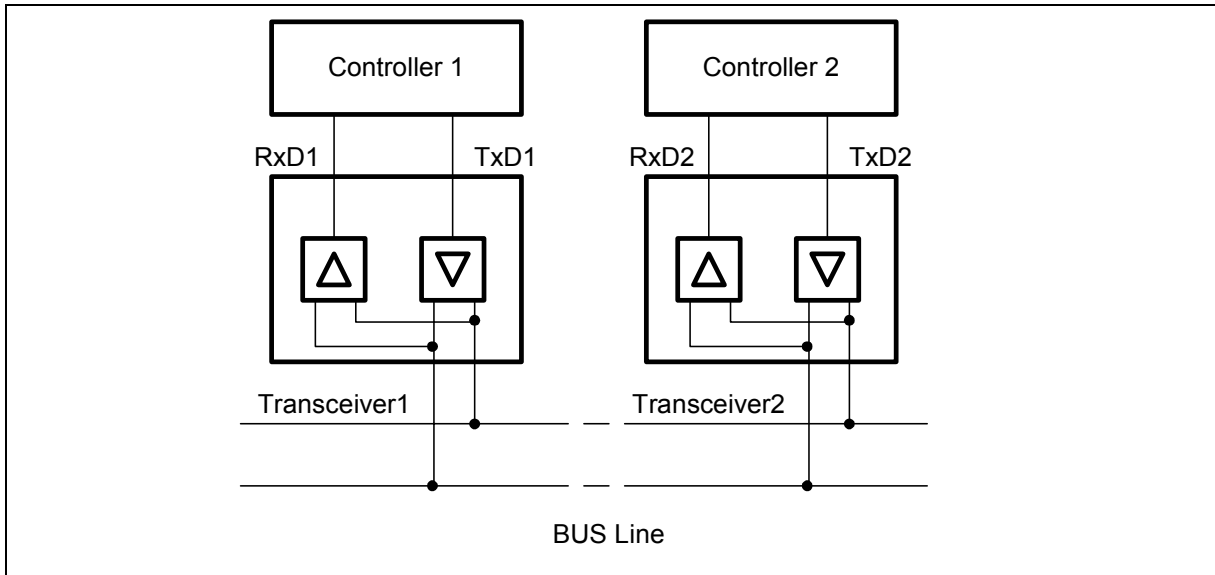 Controller 1
Controller 2
RxD1
TxD1
RxD2
TxD2
Transceiver1
Transceiver2
BUS Line